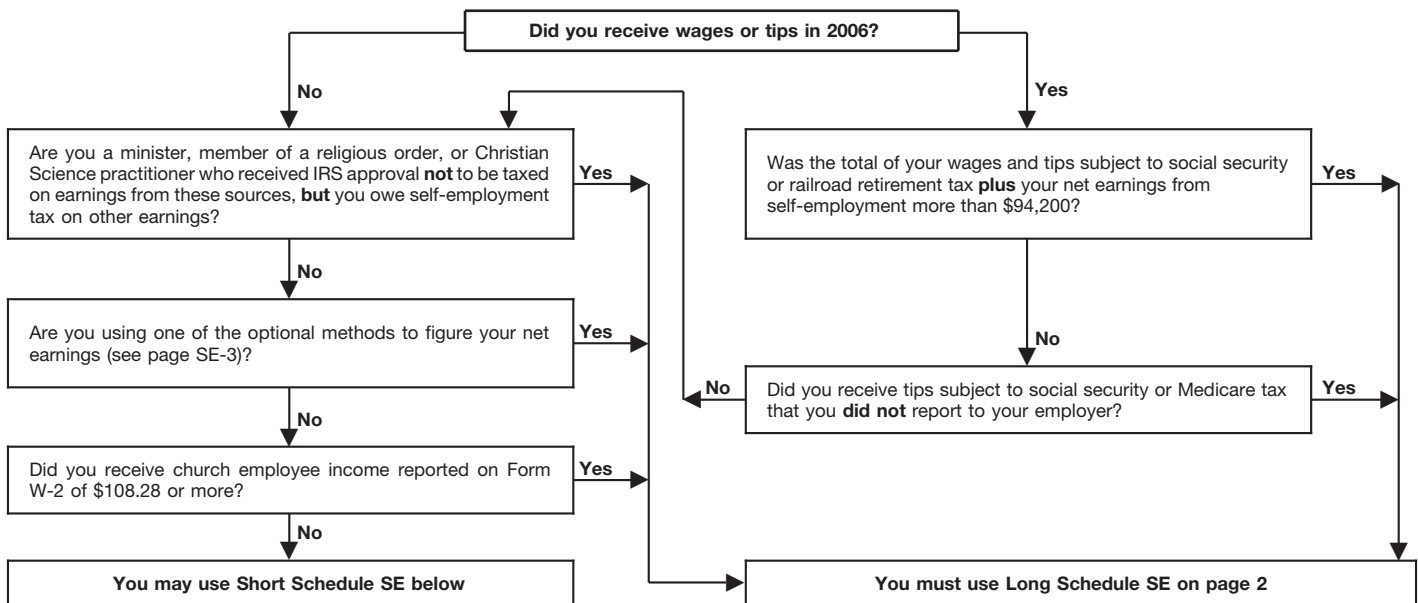 Did you receive wages or tips in 2006?
No
Yes
Are you a minister, member of a religious order, or Christian
Science practitioner who received IRS approval not to be taxed
on earnings from these sources, but you owe self-employment
tax on other earnings?
Yes
Was the total of your wages and tips subject to social security
or railroad retirement tax plus your net earnings from
self-employment more than $94,200?
Yes
No
Are you using one of the optional methods to figure your net
earnings (see page SE-3)?
Yes
No
No
Did you receive tips subject to social security or Medicare tax
that you did not report to your employer?
Yes
No
Did you receive church employee income reported on Form
W-2 of $108.28 or more?
Yes
No
You may use Short Schedule SE below
You must use Long Schedule SE on page 2